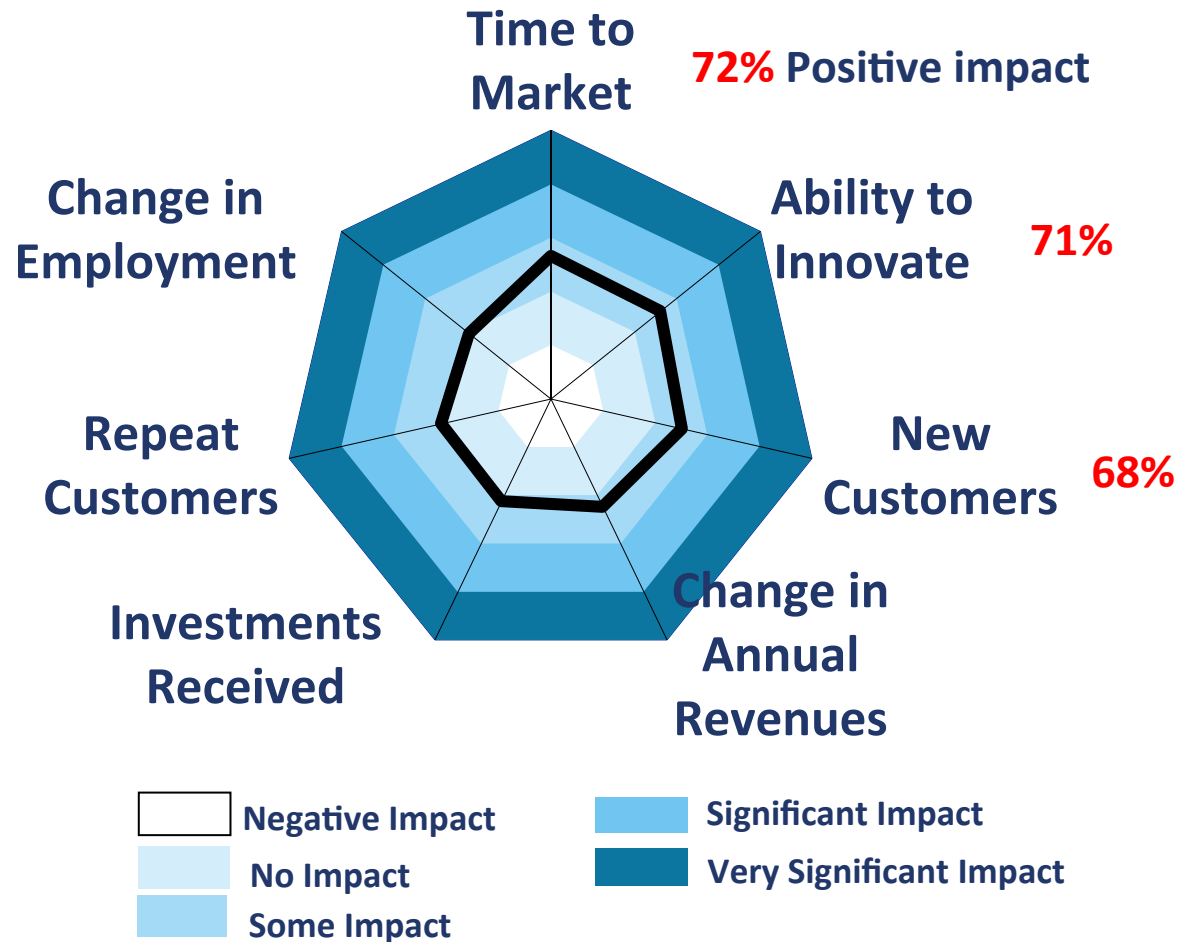 Time to
Market
72% Positive impact
Change in
Employment
Ability to
Innovate
71%
Repeat
Customers
New
Customers
68%
Investments
Received
Change in
Annual
Revenues
Negative Impact
No Impact
Some Impact
Significant Impact
Very Significant Impact